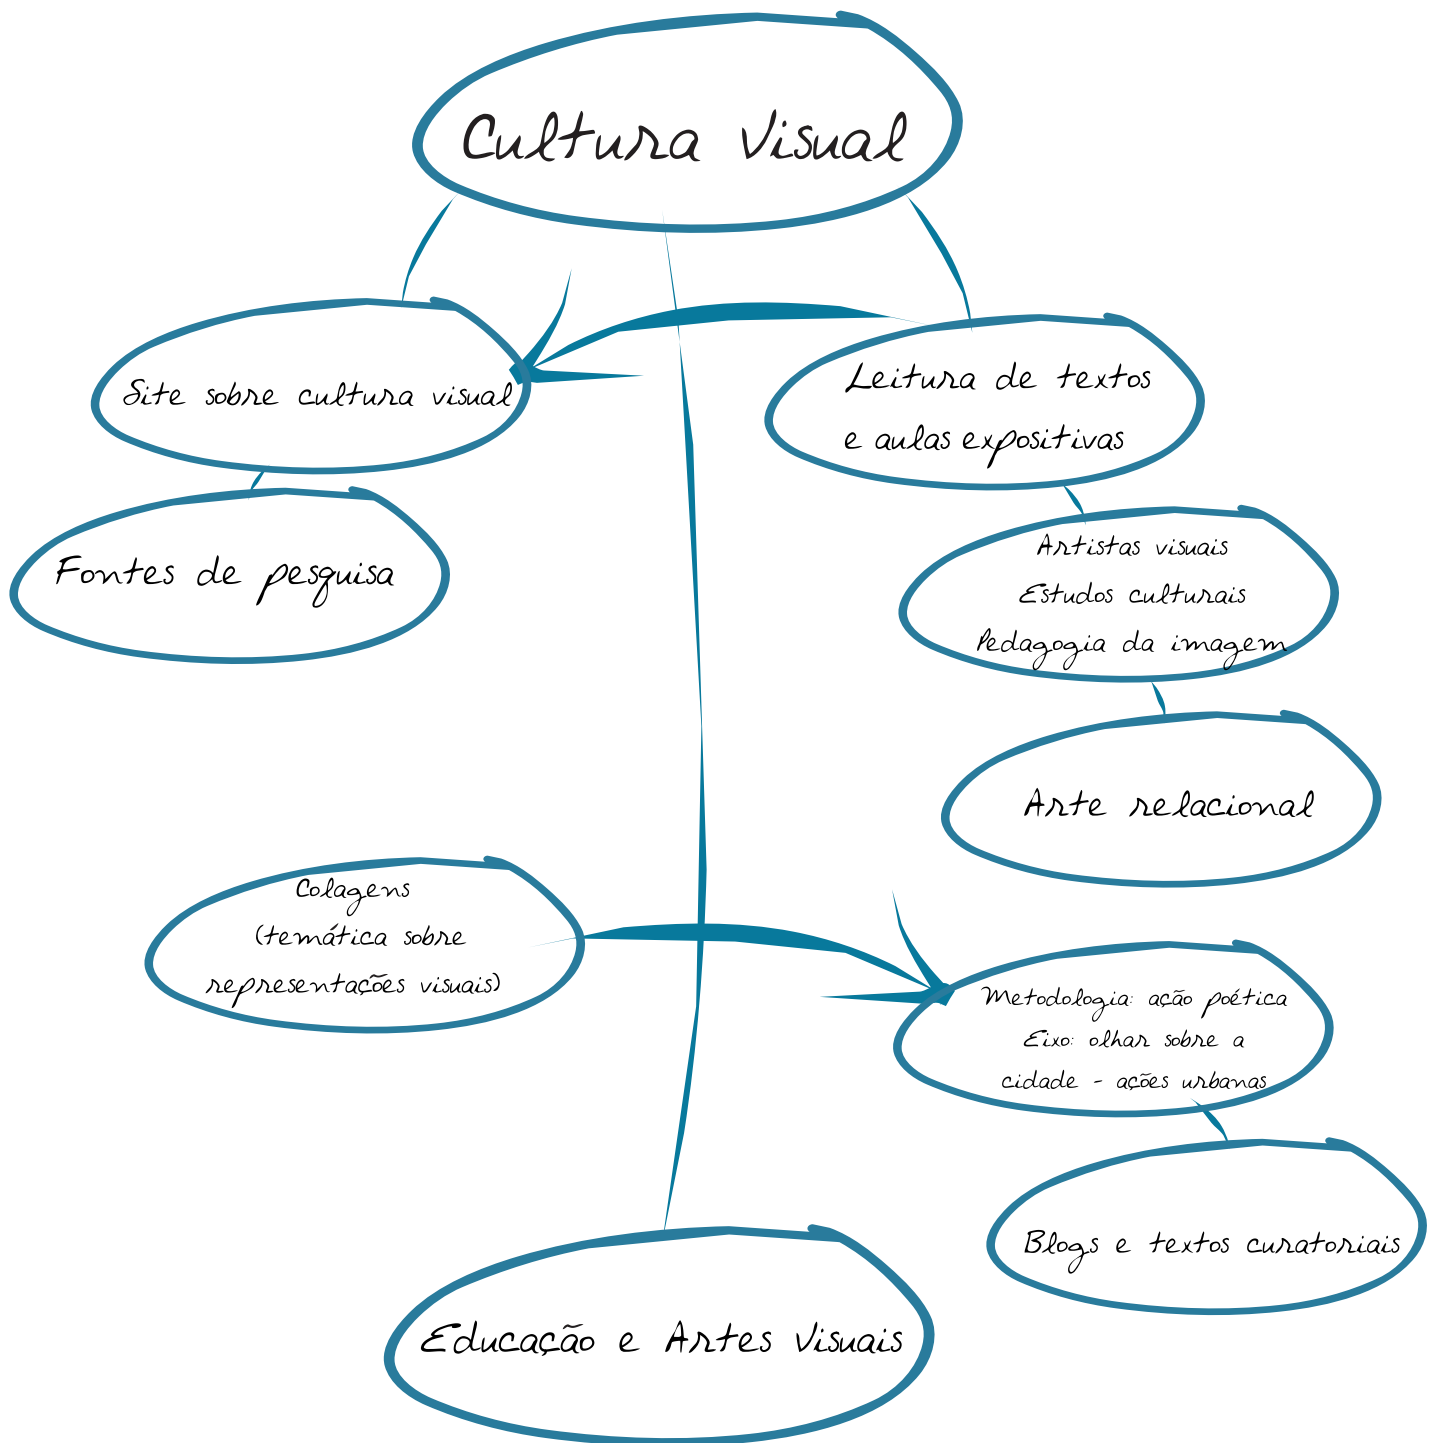 Cultura Visual
Site sobre cultura visual
Leitura de textos
e aulas expositivas
Fontes de pesquisa
Artistas visuais
Estudos culturais
Pedagogia da imagem
Arte relacional
Colagens
(temática sobre
representações visuais)
Metodologia: ação poética
Eixo: olhar sobre a
cidade - ações urbanas
Blogs e textos curatoriais
Educação e Artes Visuais